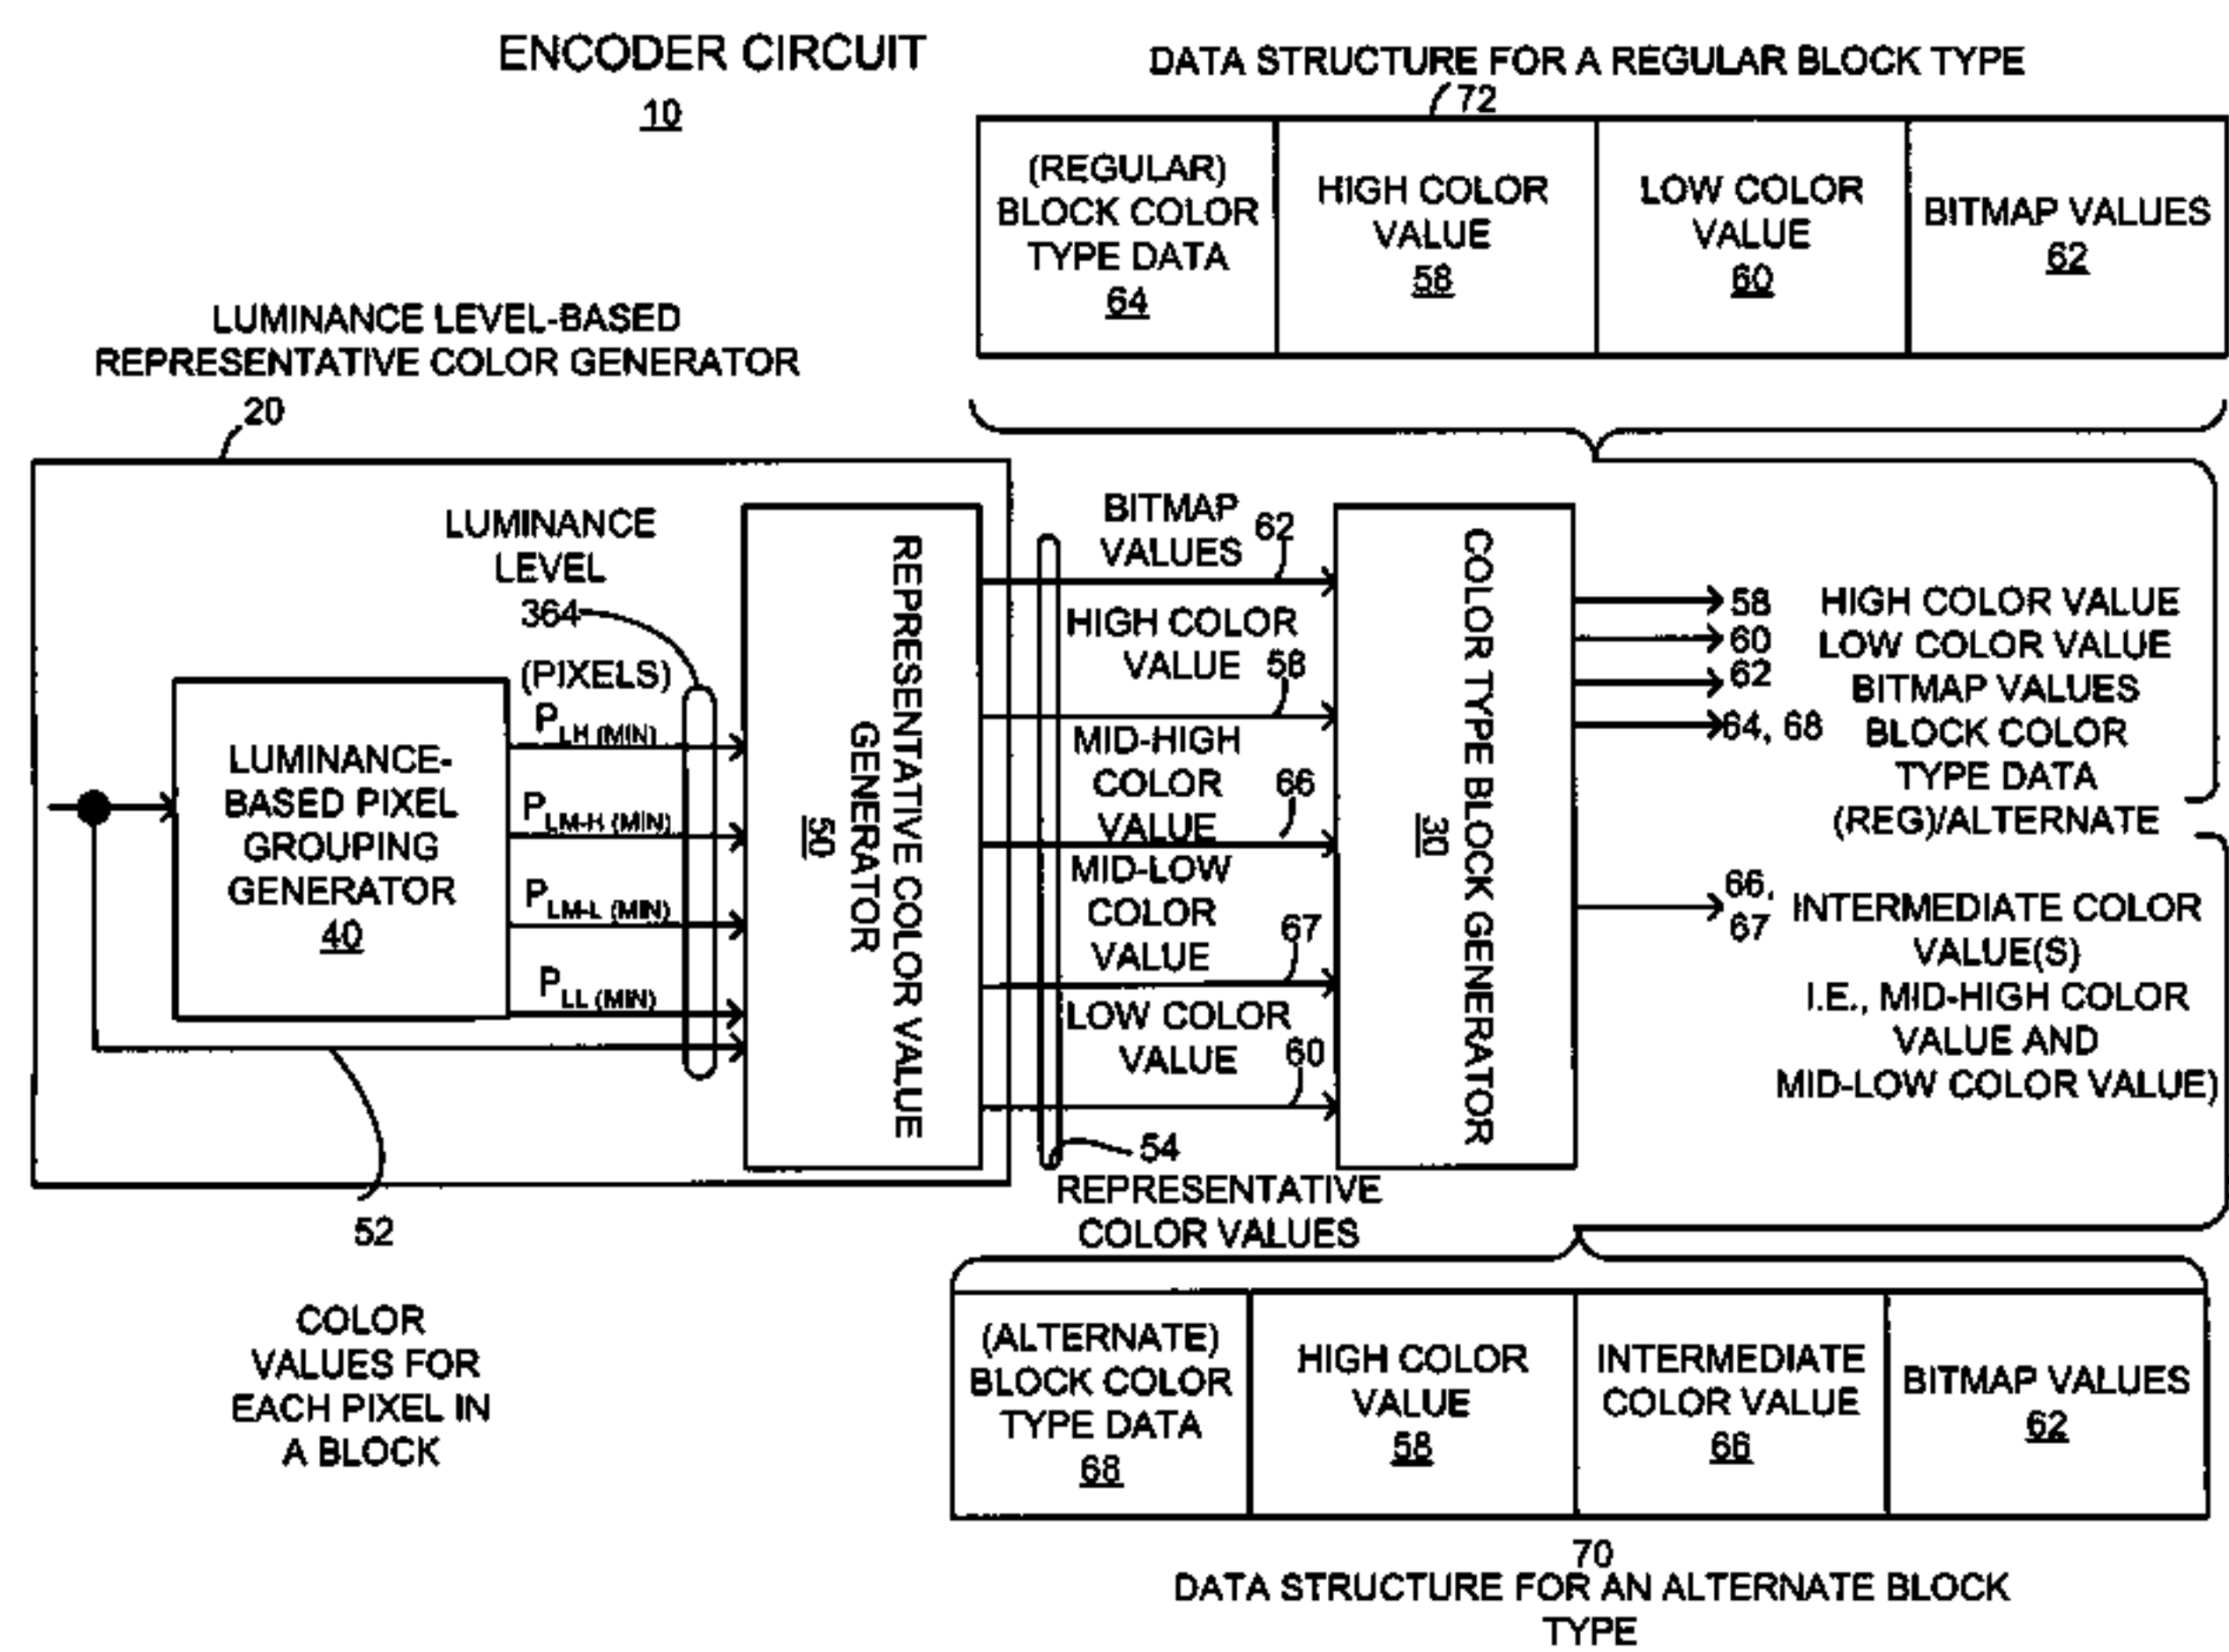 ENCODER CIRCUIT
10
DATA STRUCTURE FOR A REGULAR BLOCK TYPE
72
(REGULAR)
BLOCK COLOR
TYPE DATA
64
HIGH COLOR
VALUE
58
LOW COLOR
VALUE
60
BITMAP VALUES
62
LUMINANCE LEVEL-BASED
REPRESENTATIVE COLOR GENERATOR
20
LUMINANCE
LEVEL
364
(PIXELS)
LUMINANCE-
BASED PIXEL
GROUPING
GENERATOR
40
P LH (MIN)
P LM-H (MIN)
P LM-L (MIN)
P LL (MIN)
REPRESENTATIVE COLOR VALUE
GENERATOR
50
52
COLOR
VALUES FOR
EACH PIXEL IN
A BLOCK
BITMAP
VALUES
62
HIGH COLOR
VALUE
58
MID-HIGH
COLOR
VALUE
66
MID-LOW
COLOR
VALUE
67
LOW COLOR
VALUE
60
54
REPRESENTATIVE
COLOR VALUES
COLOR TYPE BLOCK GENERATOR
30
58 HIGH COLOR VALUE
60 LOW COLOR VALUE
62 BITMAP VALUES
64, 68 BLOCK COLOR
TYPE DATA
(REG)/ALTERNATE
66,
67
INTERMEDIATE COLOR
VALUE(S)
I.E., MID-HIGH COLOR
VALUE AND
MID-LOW COLOR VALUE)
(ALTERNATE)
BLOCK COLOR
TYPE DATA
68
HIGH COLOR
VALUE
58
INTERMEDIATE
COLOR VALUE
66
BITMAP VALUES
62
70
DATA STRUCTURE FOR AN ALTERNATE BLOCK
TYPE